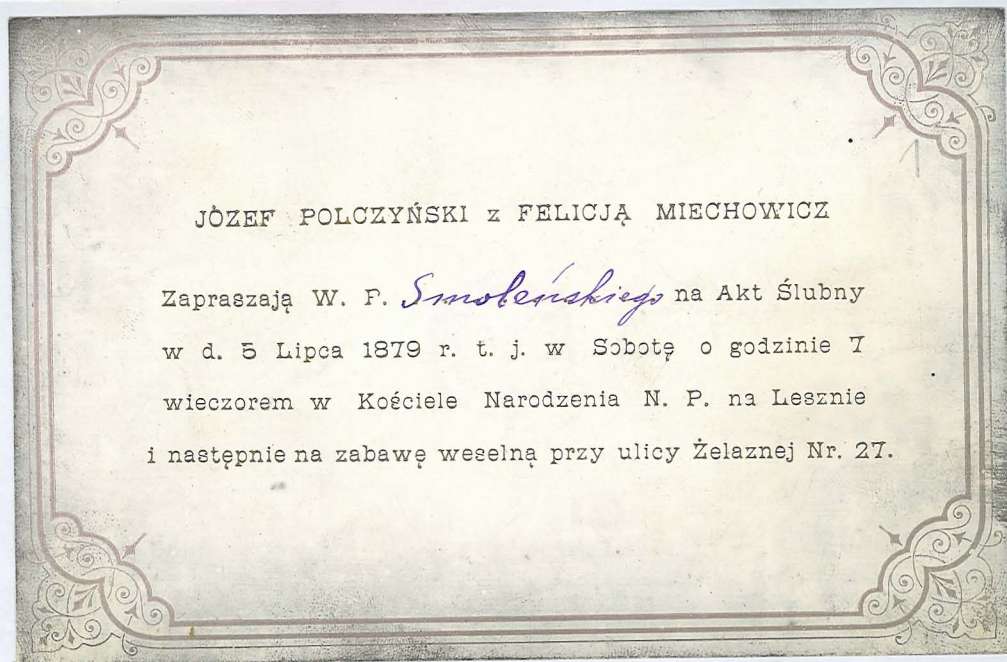 JÓZEF POLCZYŃSKI z FELICJĄ MIECHOWICZ
Zapraszają W. P. Smoleńskiego na Akt Ślubny
w d. 5 Lipca 1879 r. t. j. w Sobotę o godzinie 7
wieczorem w Kościele Narodzenia N. P. na Lesznie
i następnie na zabawę weselną przy ulicy Żelaznej Nr. 27.
1